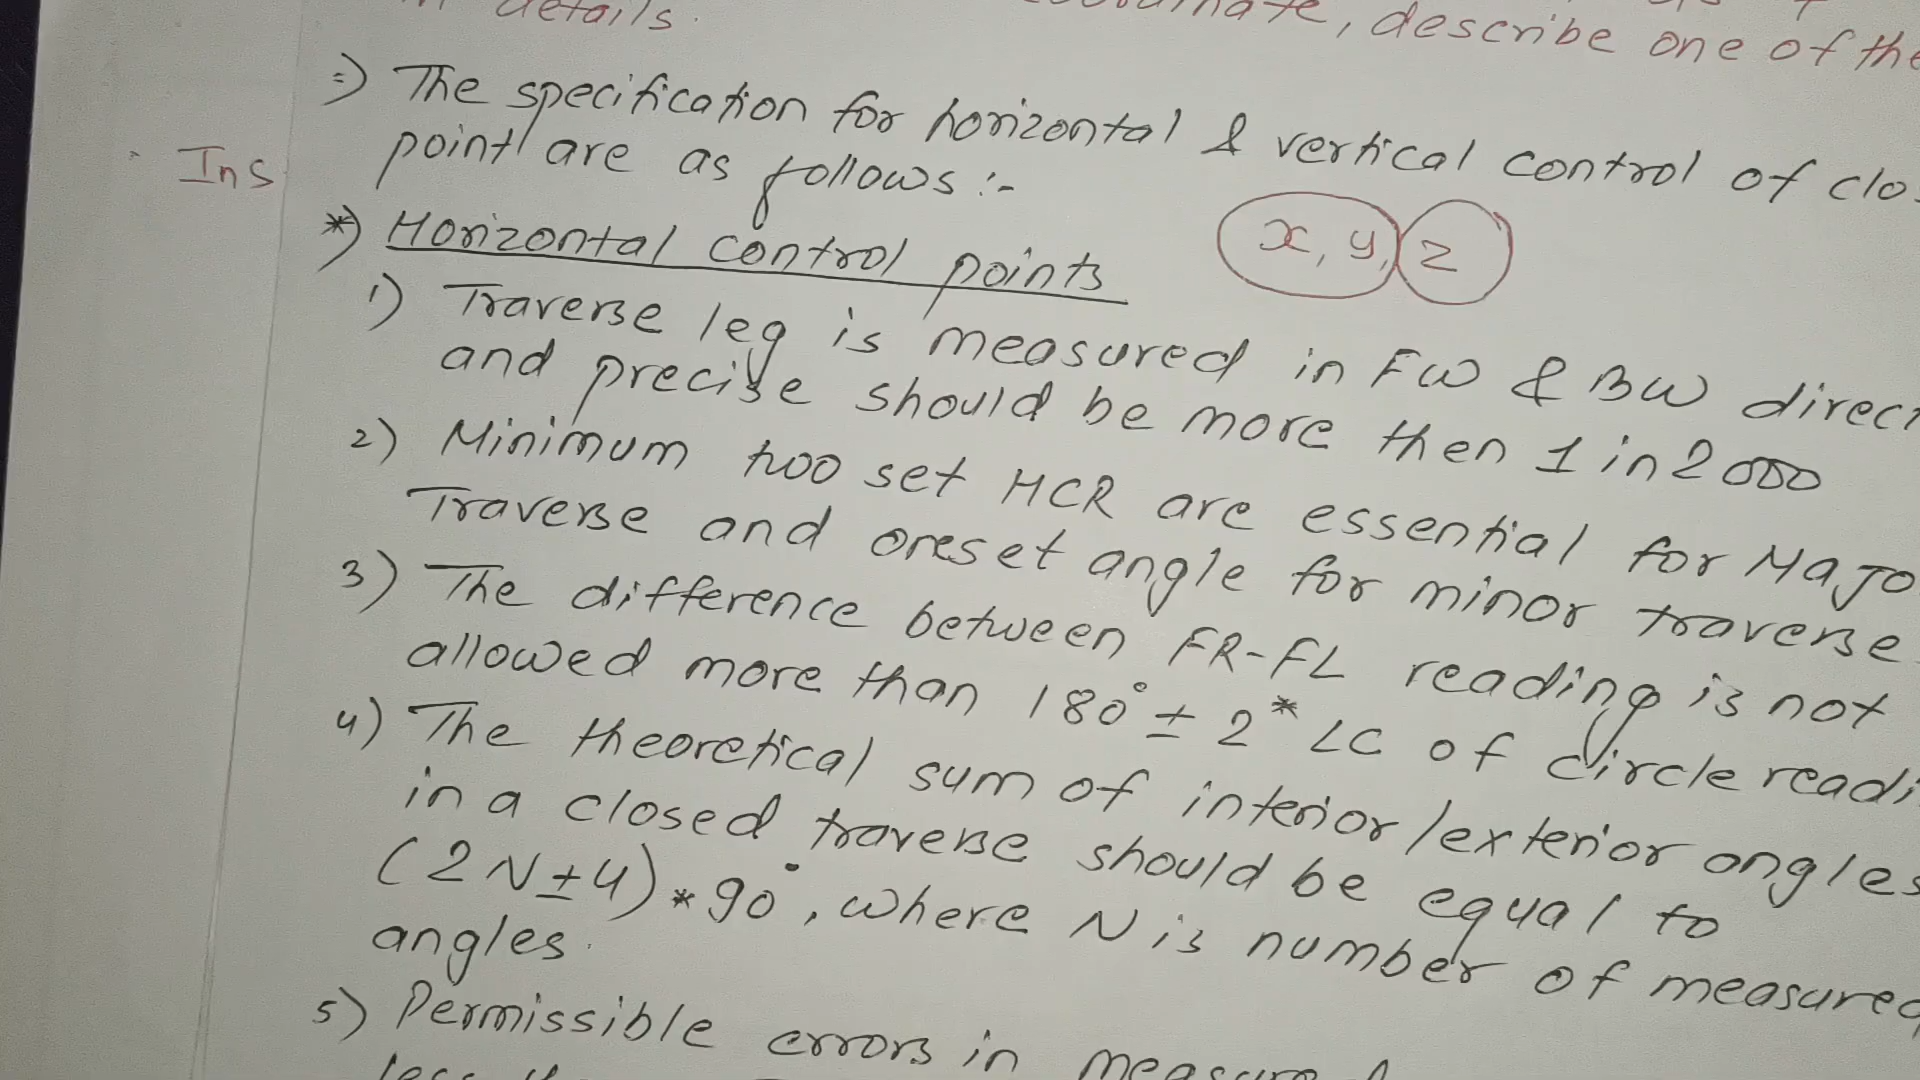 details.
describe one of the
=) The specification for horizontal & vertical control of clo
point are as follows :-
Ins
x, y, z
*) Horizontal control points
1) Traverse leg is measured in FW & BW direct
and precise should be more then 1 in 2000
2) Minimum two set HCR are essential for Majo
Traverse and oneset angle for minor traverse
3) The difference between FR-FL reading is not
allowed more than 180° ± 2 * LC of circle readi
4) The theoretical sum of interior/exterior angles
in a closed traverse should be equal to
(2N±4) * 90°, where N is number of measured
angles.
5) Permissible errors in